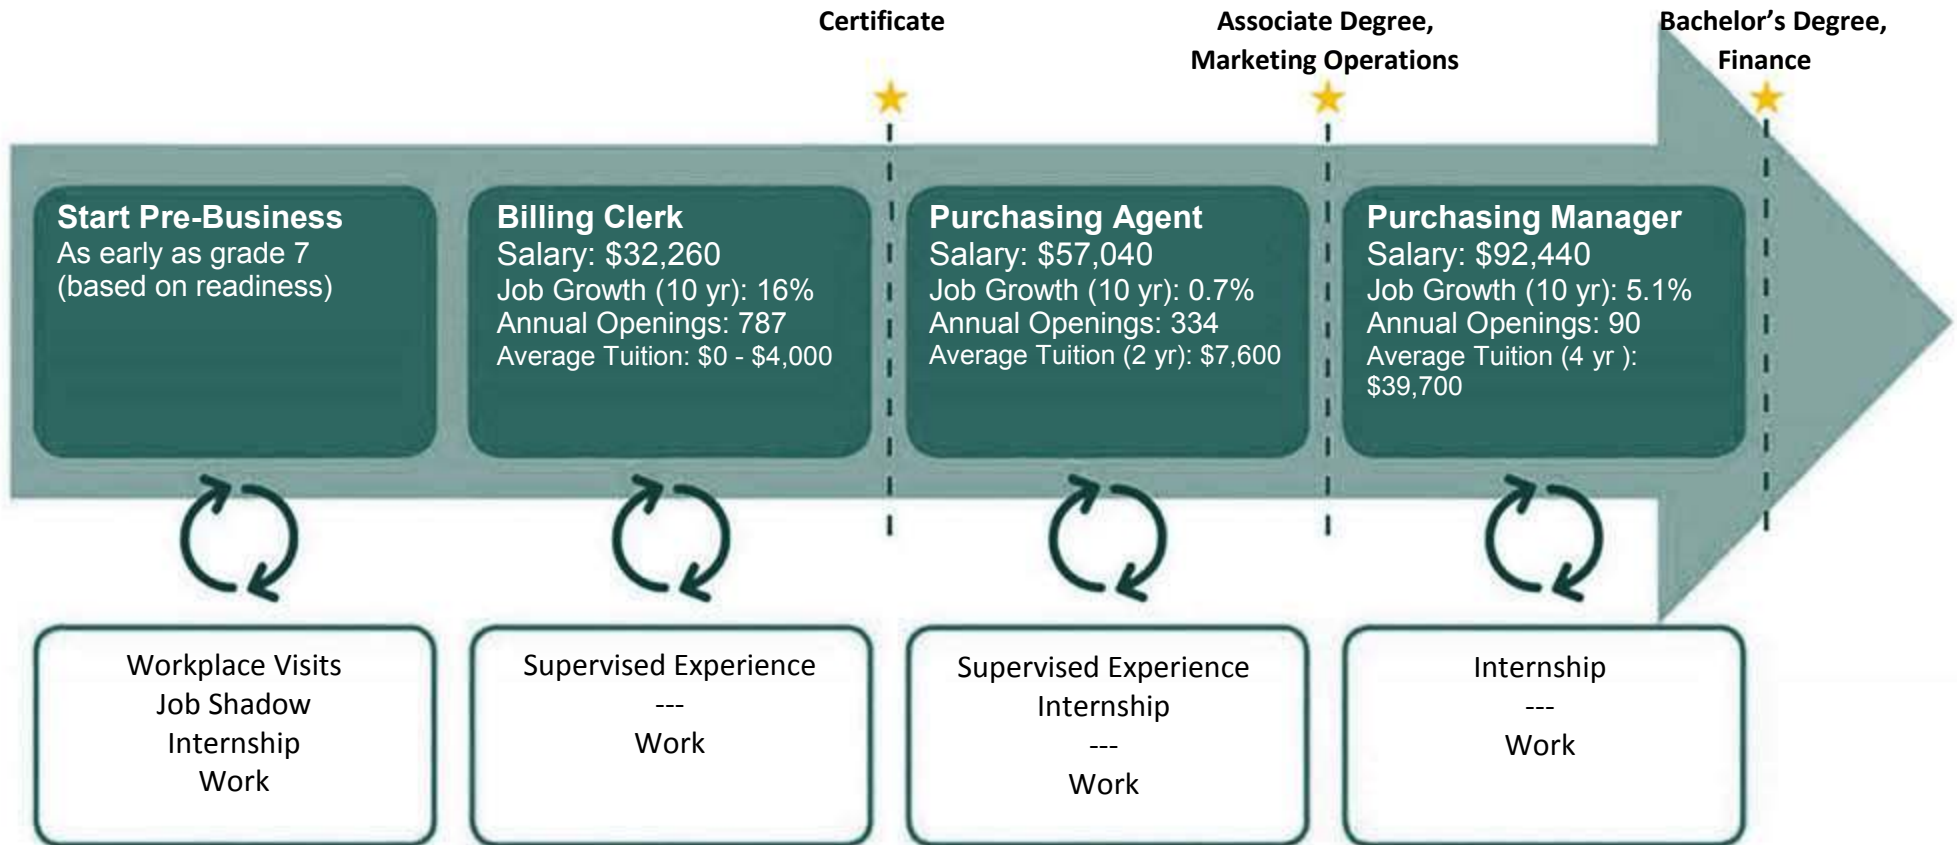 Certificate
Associate Degree,
Marketing Operations
Bachelor’s Degree,
Finance
Start Pre-Business
As early as grade 7
(based on readiness)
Billing Clerk
Salary: $32,260
Job Growth (10 yr): 16%
Annual Openings: 787
Average Tuition: $0 - $4,000
Purchasing Agent
Salary: $57,040
Job Growth (10 yr): 0.7%
Annual Openings: 334
Average Tuition (2 yr): $7,600
Purchasing Manager
Salary: $92,440
Job Growth (10 yr): 5.1%
Annual Openings: 90
Average Tuition (4 yr ):
$39,700
Workplace Visits
Job Shadow
Internship
Work
Supervised Experience
---
Work
Supervised Experience
Internship
---
Work
Internship
---
Work